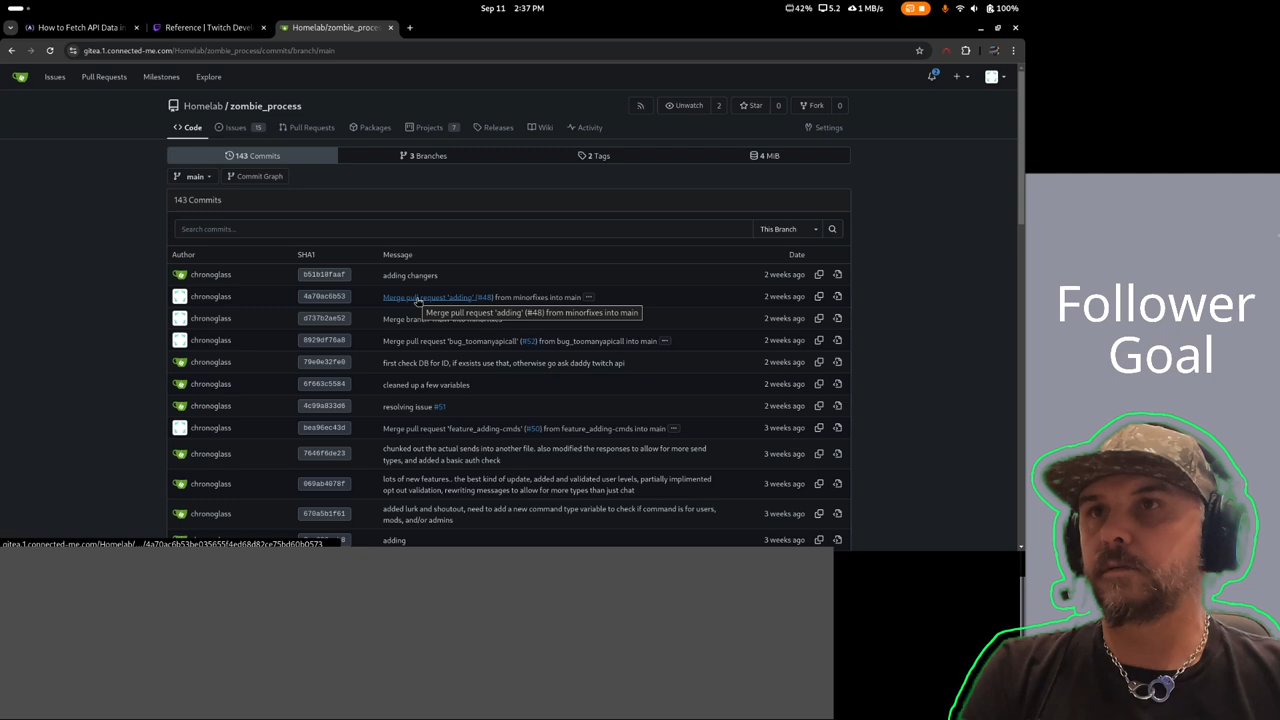 Sep 11 2:37 PM
42% 5.2 1 MB/s 100%
How to Fetch API Data in
Reference | Twitch Devel
Homelab/zombie_proces
gitea.1.connected-me.com/Homelab/zombie_process/commits/branch/main
Issues Pull Requests Milestones Explore
2
Homelab / zombie_process
Unwatch 2 Star 0 Fork 0
Code Issues 15 Pull Requests Packages Projects 7 Releases Wiki Activity Settings
143 Commits 3 Branches 2 Tags 4 MiB
main Commit Graph
143 Commits
Search commits... This Branch
Author SHA1 Message Date
chronoglass b51b18faaf adding changers 2 weeks ago
chronoglass 4a70ac6b53 Merge pull request 'adding' (#48) from minorfixes into main ... 2 weeks ago
Merge pull request 'adding' (#48) from minorfixes into main
chronoglass d737b2ae52 2 weeks ago
chronoglass 8929df76a8 Merge pull request 'bug_toomanyapicall' (#52) from bug_toomanyapicall into main ... 2 weeks ago
chronoglass 79e0e32fe0 first check DB for ID, if exsists use that, otherwise go ask daddy twitch api 2 weeks ago
chronoglass 6f663c5584 cleaned up a few variables 2 weeks ago
chronoglass 4c99a833d6 resolving issue #51 2 weeks ago
chronoglass bea96ec43d Merge pull request 'feature_adding-cmds' (#50) from feature_adding-cmds into main ... 3 weeks ago
chronoglass 7646f6de23 chunked out the actual sends into another file. also modified the responses to allow for more send 3 weeks ago
types, and added a basic auth check
chronoglass 069ab4078f lots of new features.. the best kind of update, added and validated user levels, partially implimented 3 weeks ago
opt out validation, rewriting messages to allow for more types than just chat
chronoglass 670a5b1f61 added lurk and shoutout, need to add a new command type variable to check if command is for users, 3 weeks ago
mods, and/or admins
chronoglass adding 3 weeks ago
gitea.1.connected-me.com/Homelab/.../4a70ac6b53be035655f4ed68d82ce75bd60b0573
Follower
Goal